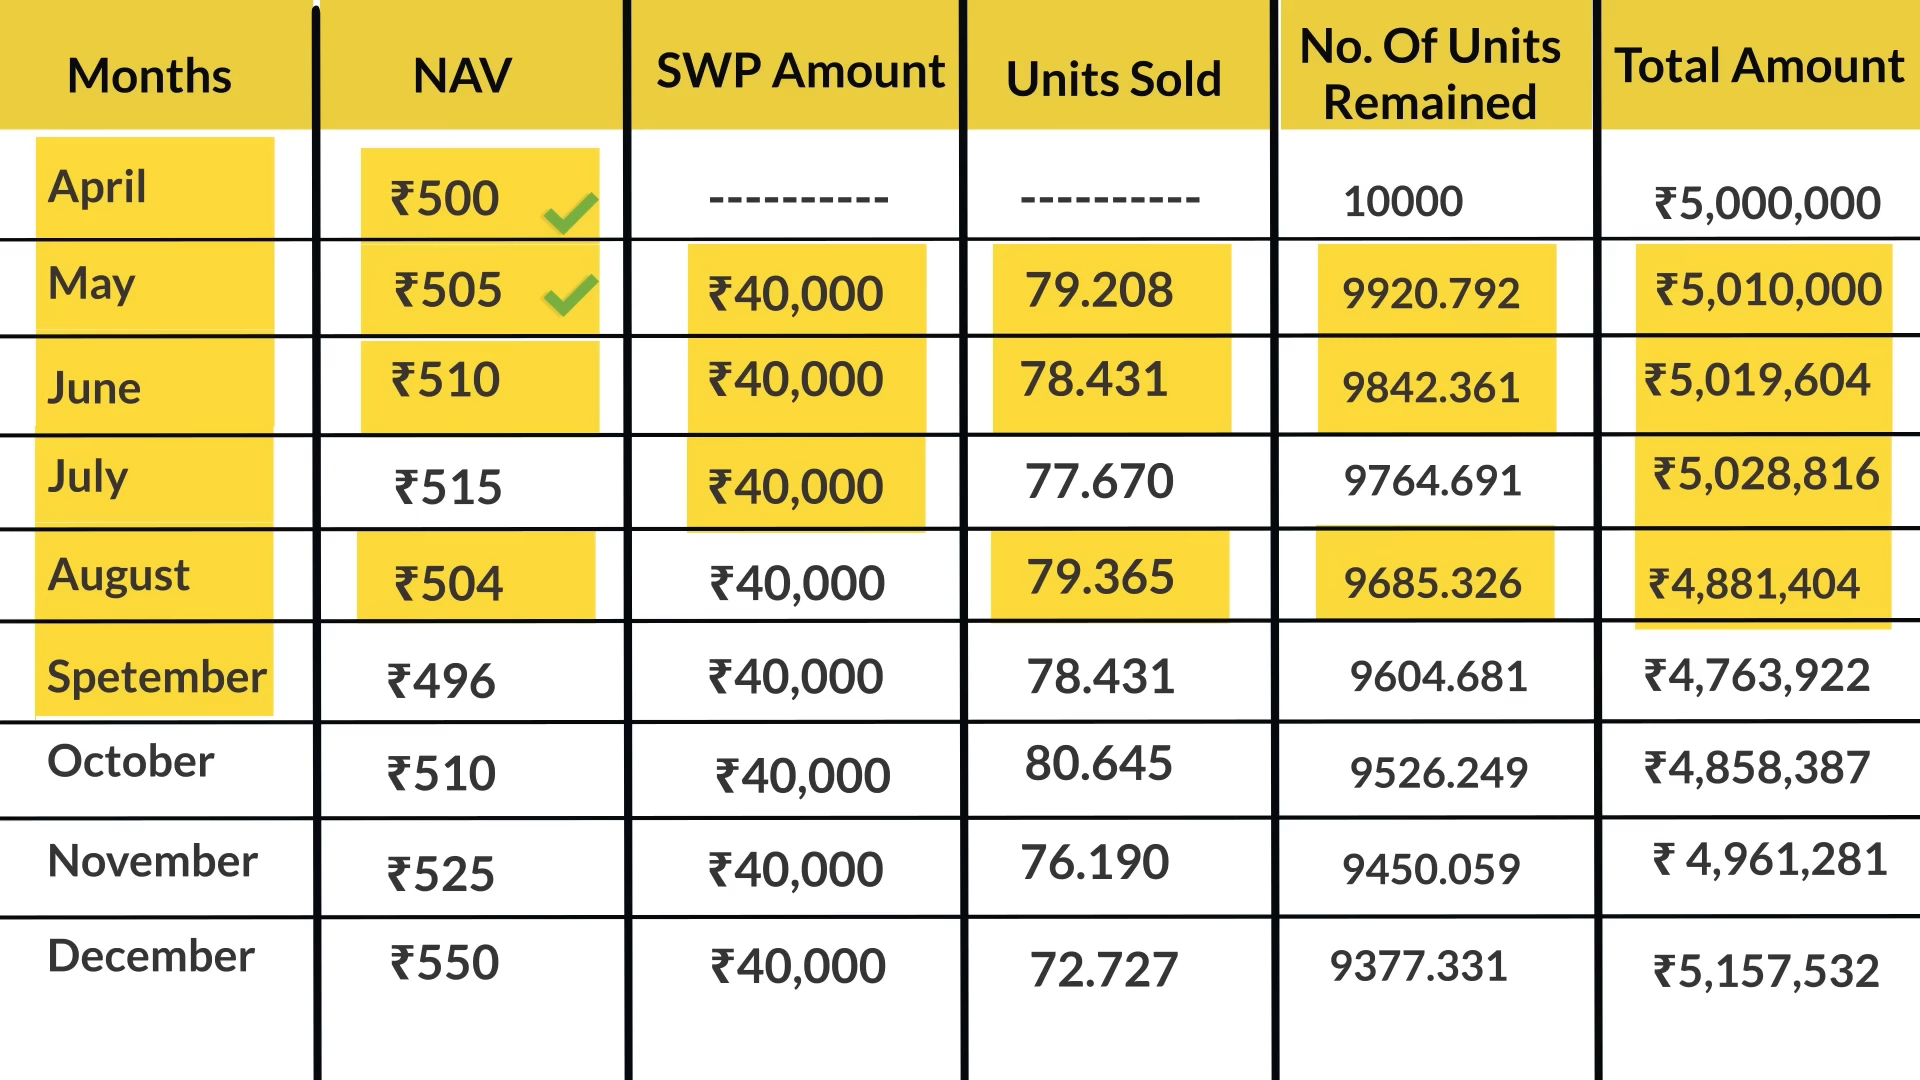 Months NAV SWP Amount Units Sold No. Of Units Remained Total Amount
April ₹500 ---------- ---------- 10000 ₹5,000,000
May ₹505 ₹40,000 79.208 9920.792 ₹5,010,000
June ₹510 ₹40,000 78.431 9842.361 ₹5,019,604
July ₹515 ₹40,000 77.670 9764.691 ₹5,028,816
August ₹504 ₹40,000 79.365 9685.326 ₹4,881,404
Spetember ₹496 ₹40,000 78.431 9604.681 ₹4,763,922
October ₹510 ₹40,000 80.645 9526.249 ₹4,858,387
November ₹525 ₹40,000 76.190 9450.059 ₹ 4,961,281
December ₹550 ₹40,000 72.727 9377.331 ₹5,157,532